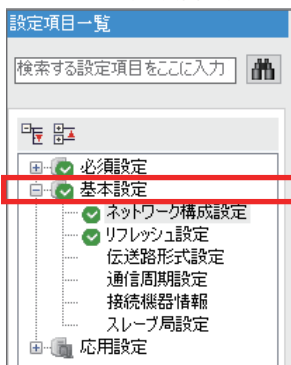 設定項目一覧
検索する設定項目をここに入力
必須設定
基本設定
ネットワーク構成設定
リフレッシュ設定
伝送路形式設定
通信周期設定
接続機器情報
スレーブ局設定
応用設定